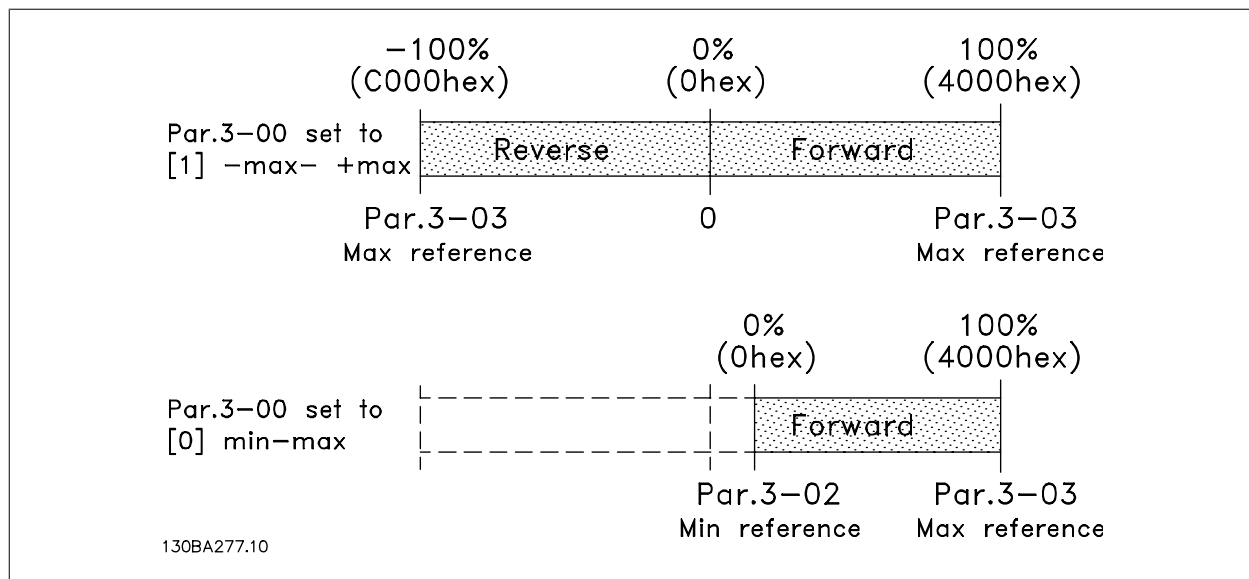 -100% 0% 100%
(C000hex) (0hex) (4000hex)
Par.3-00 set to
[1] -max- +max
Reverse Forward
Par.3-03 0 Par.3-03
Max reference Max reference
0% 100%
(0hex) (4000hex)
Par.3-00 set to
[0] min-max
Forward
Par.3-02 Par.3-03
Min reference Max reference
130BA277.10